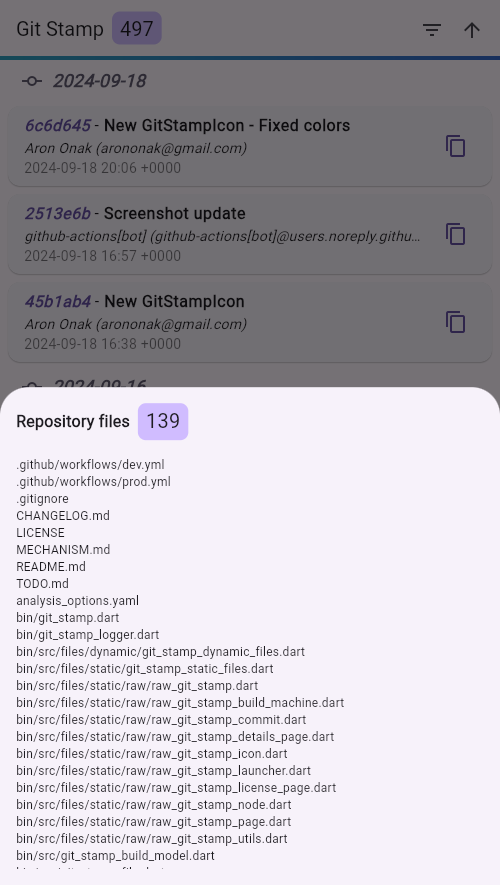 Git Stamp 497
2024-09-18
6c6d645 - New GitStampIcon - Fixed colors
Aron Onak (arononak@gmail.com)
2024-09-18 20:06 +0000
2513e6b - Screenshot update
github-actions[bot] (github-actions[bot]@users.noreply.githu...
2024-09-18 16:57 +0000
45b1ab4 - New GitStampIcon
Aron Onak (arononak@gmail.com)
2024-09-18 16:38 +0000
2024-09-16
Repository files 139
.github/workflows/dev.yml
.github/workflows/prod.yml
.gitignore
CHANGELOG.md
LICENSE
MECHANISM.md
README.md
TODO.md
analysis_options.yaml
bin/git_stamp.dart
bin/git_stamp_logger.dart
bin/src/files/dynamic/git_stamp_dynamic_files.dart
bin/src/files/static/git_stamp_static_files.dart
bin/src/files/static/raw/raw_git_stamp.dart
bin/src/files/static/raw/raw_git_stamp_build_machine.dart
bin/src/files/static/raw/raw_git_stamp_commit.dart
bin/src/files/static/raw/raw_git_stamp_details_page.dart
bin/src/files/static/raw/raw_git_stamp_icon.dart
bin/src/files/static/raw/raw_git_stamp_launcher.dart
bin/src/files/static/raw/raw_git_stamp_license_page.dart
bin/src/files/static/raw/raw_git_stamp_node.dart
bin/src/files/static/raw/raw_git_stamp_page.dart
bin/src/files/static/raw/raw_git_stamp_utils.dart
bin/src/git_stamp_build_model.dart